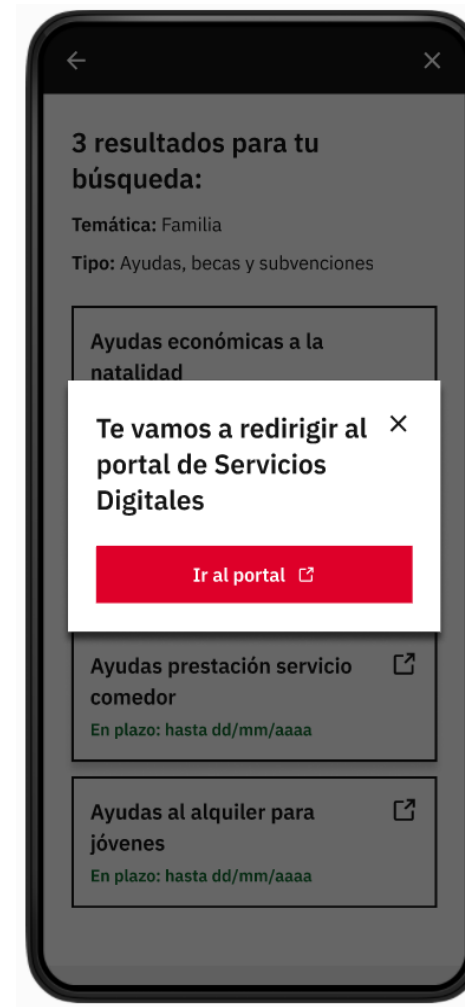 3 resultados para tu
búsqueda:
Temática: Familia
Tipo: Ayudas, becas y subvenciones
Ayudas económicas a la
natalidad
Te vamos a redirigir al
portal de Servicios
Digitales
Ir al portal
Ayudas prestación servicio
comedor
En plazo: hasta dd/mm/aaaa
Ayudas al alquiler para
jóvenes
En plazo: hasta dd/mm/aaaa